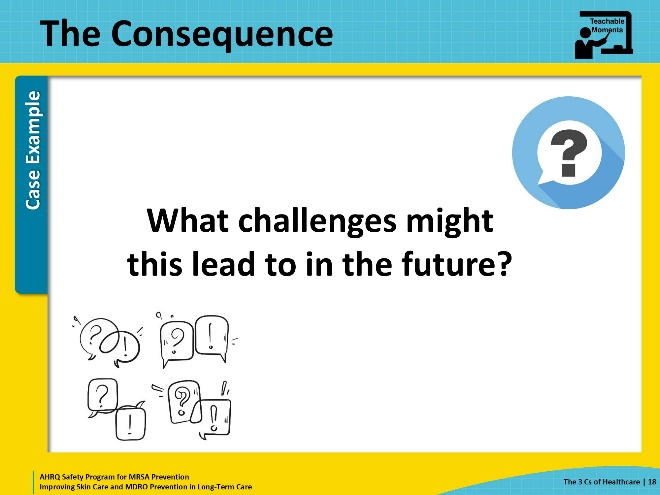 The Consequence
Teachable
Moments
Case Example
?
What challenges might
this lead to in the future?
? !
? !
? !
? !
AHRQ Safety Program for MRSA Prevention
Improving Skin Care and MDRO Prevention in Long-Term Care
The 3 Cs of Healthcare | 18